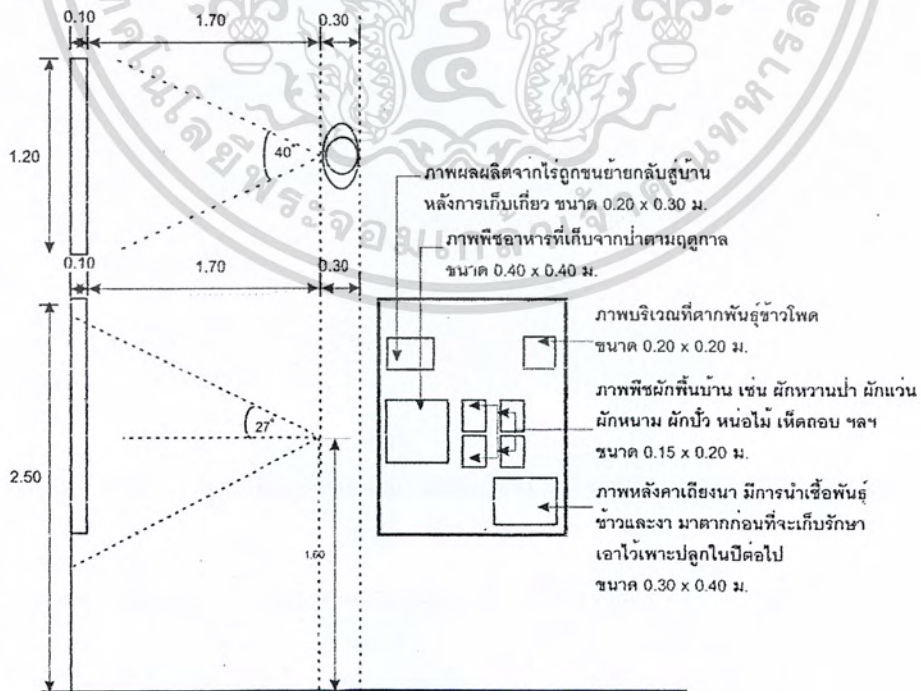 0.10
1.70
0.30
1.20
40°
ภาพผลผลิตจากไร่ถูกขนย้ายกลับสู่บ้าน
หลังการเก็บเกี่ยว ขนาด 0.20 x 0.30 ม.
ภาพพืชอาหารที่เก็บจากป่าตามฤดูกาล
ขนาด 0.40 x 0.40 ม.
0.10
1.70
0.30
2.50
27°
1.60
ภาพบริเวณที่ตากพันธุ์ข้าวโพด
ขนาด 0.20 x 0.20 ม.
ภาพพืชผักพื้นบ้าน เช่น ผักหวานป่า ผักแว่น
ผักหนาม ผักปั๋ว หน่อไม้ เห็ดถอบ ฯลฯ
ขนาด 0.15 x 0.20 ม.
ภาพหลังคาเถียงนา มีการนำเชื้อพันธุ์
ข้าวและงา มาตากก่อนที่จะเก็บรักษา
เอาไว้เพาะปลูกในปีต่อไป
ขนาด 0.30 x 0.40 ม.